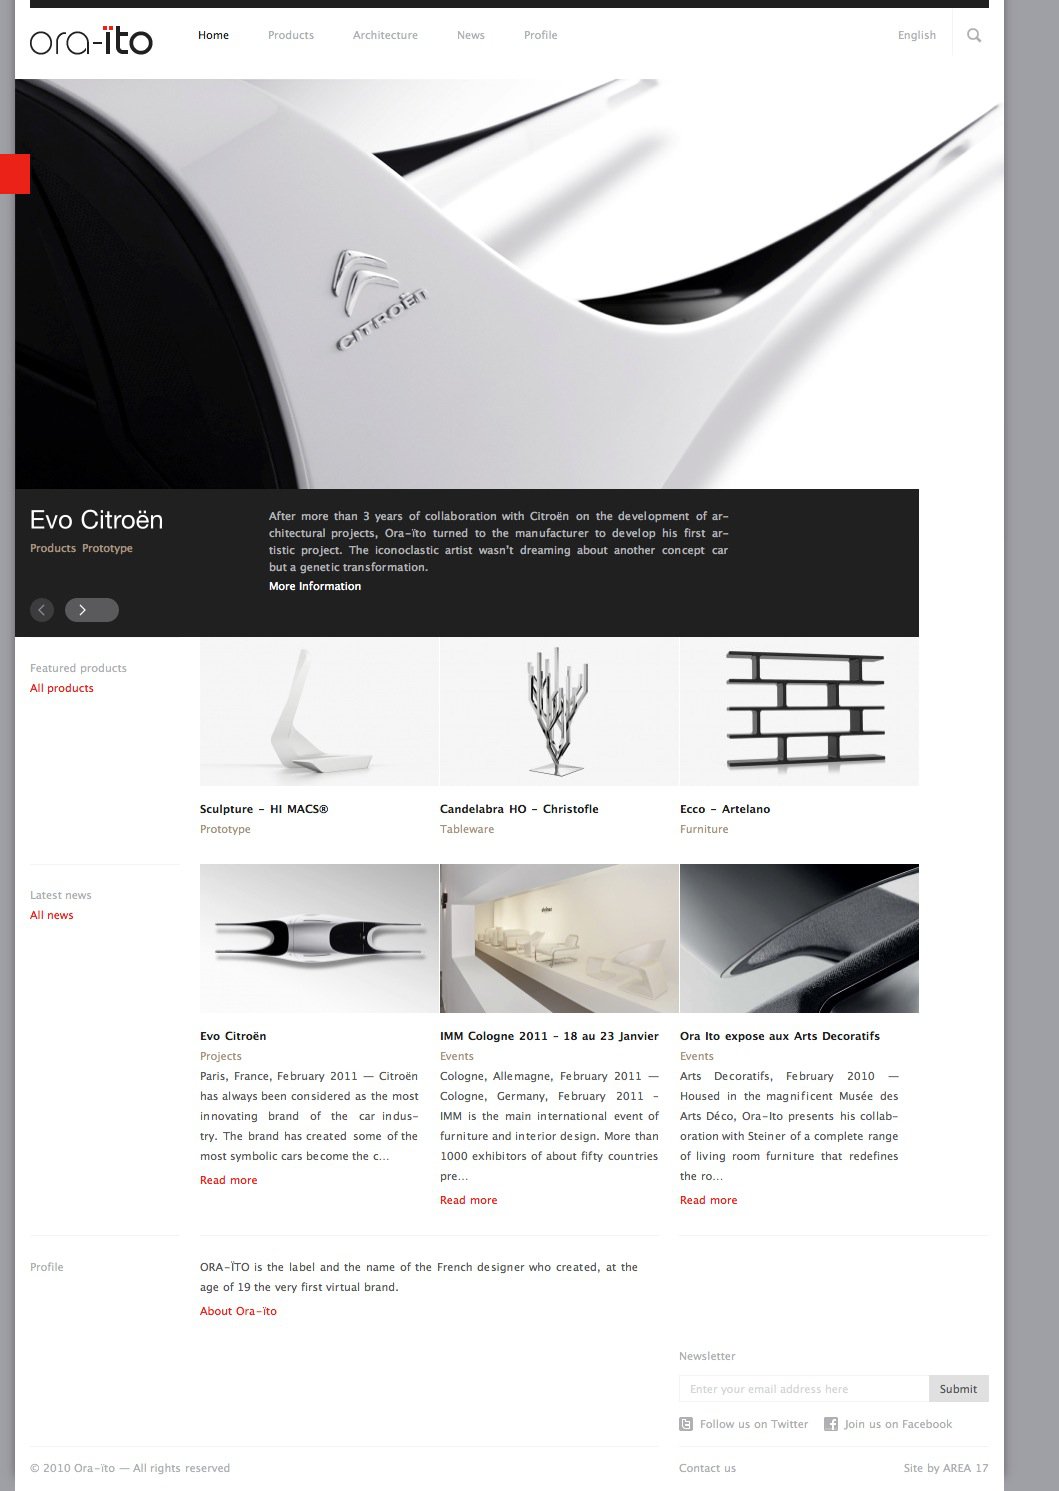 ora-ïto
Home
Products
Architecture
News
Profile
English
CITROËN
Evo Citroën
Products Prototype
After more than 3 years of collaboration with Citroën on the development of ar-
chitectural projects, Ora-ïto turned to the manufacturer to develop his first ar-
tistic project. The iconoclastic artist wasn't dreaming about another concept car
but a genetic transformation.
More Information
Featured products
All products
Sculpture - HI MACS®
Prototype
Candelabra HO - Christofle
Tableware
Ecco - Artelano
Furniture
Latest news
All news
Evo Citroën
Projects
Paris, France, February 2011 — Citroën
has always been considered as the most
innovating brand of the car indus-
try. The brand has created some of the
most symbolic cars become the c...
Read more
IMM Cologne 2011 - 18 au 23 Janvier
Events
Cologne, Allemagne, February 2011 —
Cologne, Germany, February 2011 -
IMM is the main international event of
furniture and interior design. More than
1000 exhibitors of about fifty countries
pre...
Read more
Ora Ito expose aux Arts Decoratifs
Events
Arts Decoratifs, February 2010 —
Housed in the magnificent Musée des
Arts Déco, Ora-Ito presents his collab-
oration with Steiner of a complete range
of living room furniture that redefines
the ro...
Read more
Profile
ORA-ÏTO is the label and the name of the French designer who created, at the
age of 19 the very first virtual brand.
About Ora-ïto
Newsletter
Enter your email address here
Submit
Follow us on Twitter
Join us on Facebook
© 2010 Ora-ïto — All rights reserved
Contact us
Site by AREA 17